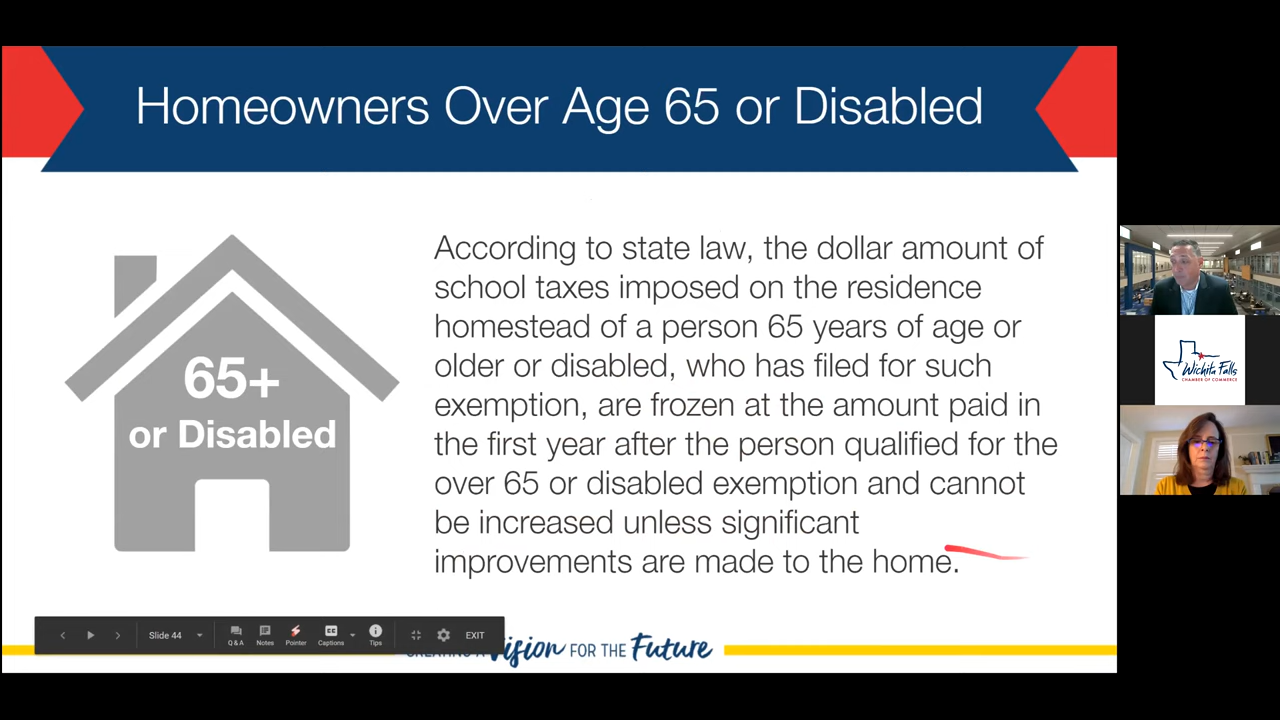 Homeowners Over Age 65 or Disabled
65+
or Disabled
According to state law, the dollar amount of
school taxes imposed on the residence
homestead of a person 65 years of age or
older or disabled, who has filed for such
exemption, are frozen at the amount paid in
the first year after the person qualified for the
over 65 or disabled exemption and cannot
be increased unless significant
improvements are made to the home.
Wichita Falls
CHAMBER OF COMMERCE
Slide 44
Q & A
Notes
Pointer
CC
Captions
Tips
EXIT
CREATING A Vision FOR THE Future